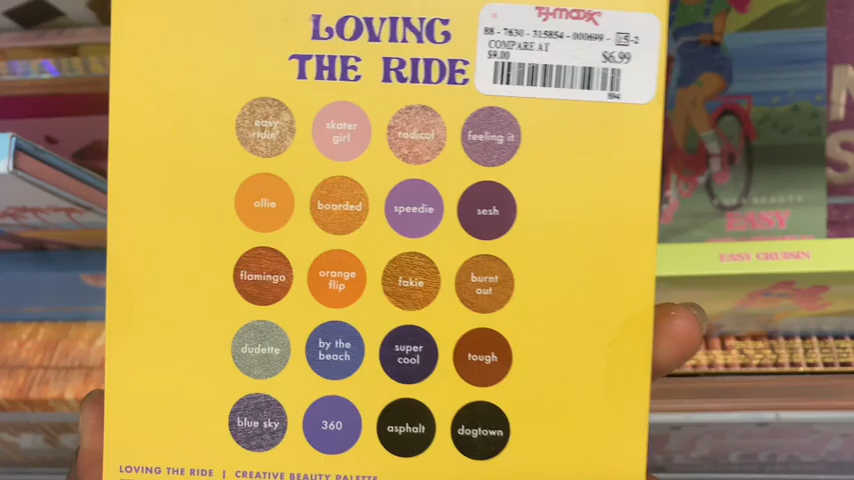 LOVING
THE RIDE
TJ-maxx
88 - 7630 - 315854 - 000699 - 15-2
COMPARE AT
$9.00
$6.99
easy ridin'
skater girl
radical
feeling it
ollie
boarded
speedie
sesh
flamingo
orange flip
fakie
burnt out
dudette
by the beach
super cool
tough
blue sky
360
asphalt
dogtown
LOVING THE RIDE | CREATIVE BEAUTY PALETTE
EASY
EASY CRUISIN